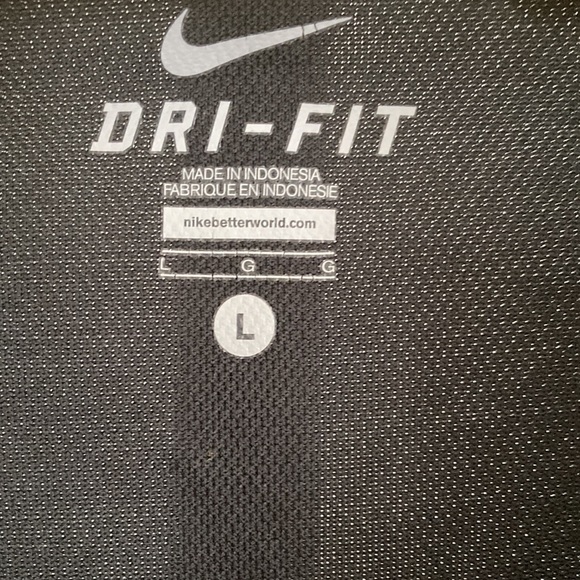 DRI-FIT
MADE IN INDONESIA
FABRIQUE EN INDONESIE
nikebetterworld.com
L G G
L